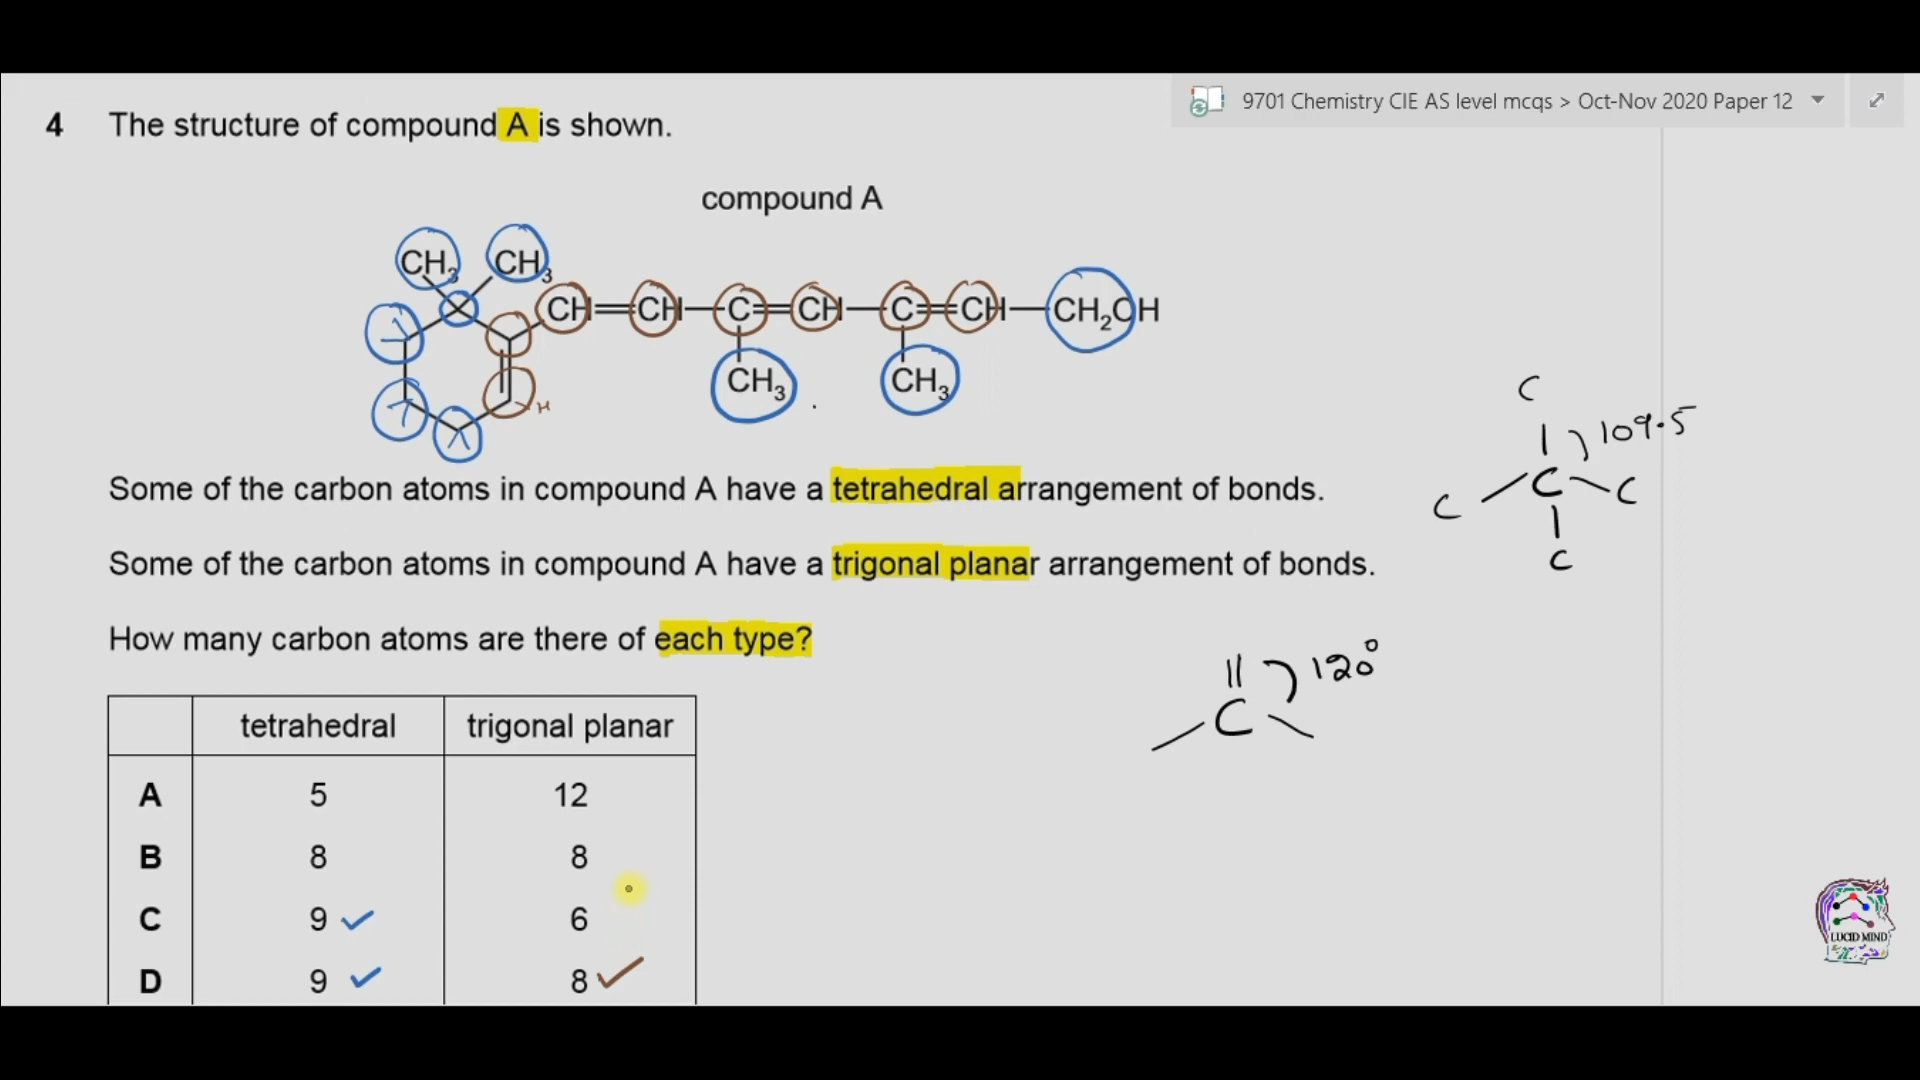 9701 Chemistry CIE AS level mcqs > Oct-Nov 2020 Paper 12
4 The structure of compound A is shown.
compound A
CH₃ CH₃
CH=CH—C=CH—C=CH—CH₂OH
H CH₃ CH₃
C
109.5
C C C
C
Some of the carbon atoms in compound A have a tetrahedral arrangement of bonds.
Some of the carbon atoms in compound A have a trigonal planar arrangement of bonds.
How many carbon atoms are there of each type?
120°
C
tetrahedral trigonal planar
A 5 12
B 8 8
C 9 ✓ 6
D 9 ✓ 8 ✓
LUCID MIND